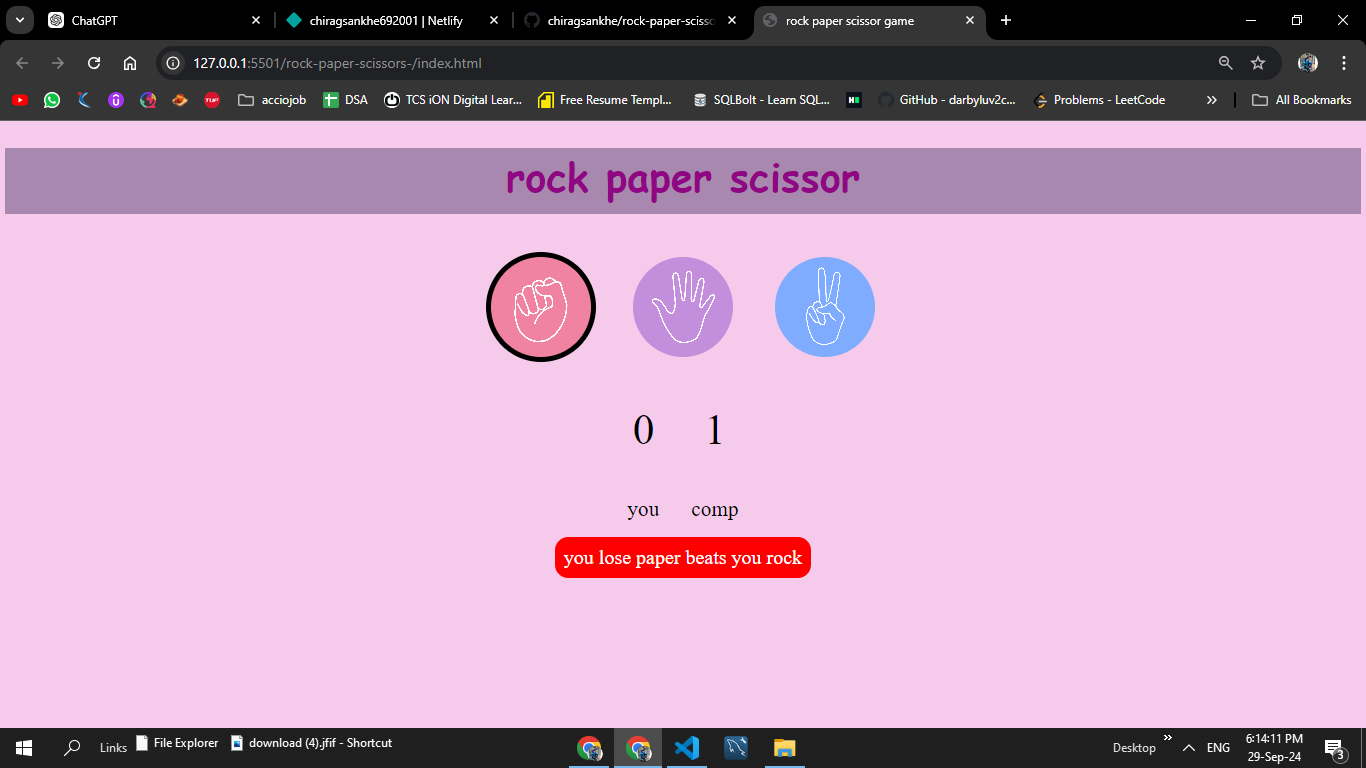 ChatGPT
chiragsankhe692001 | Netlify
chiragsankhe/rock-paper-scisso
rock paper scissor game
127.0.0.1:5501/rock-paper-scissors-/index.html
acciojob
DSA
TCS iON Digital Lear...
Free Resume Templ...
SQLBolt - Learn SQL...
GitHub - darbyluv2c...
Problems - LeetCode
All Bookmarks
rock paper scissor
0 1
you comp
you lose paper beats you rock
Links
File Explorer
download (4).jfif - Shortcut
Desktop
ENG
6:14:11 PM
29-Sep-24
3